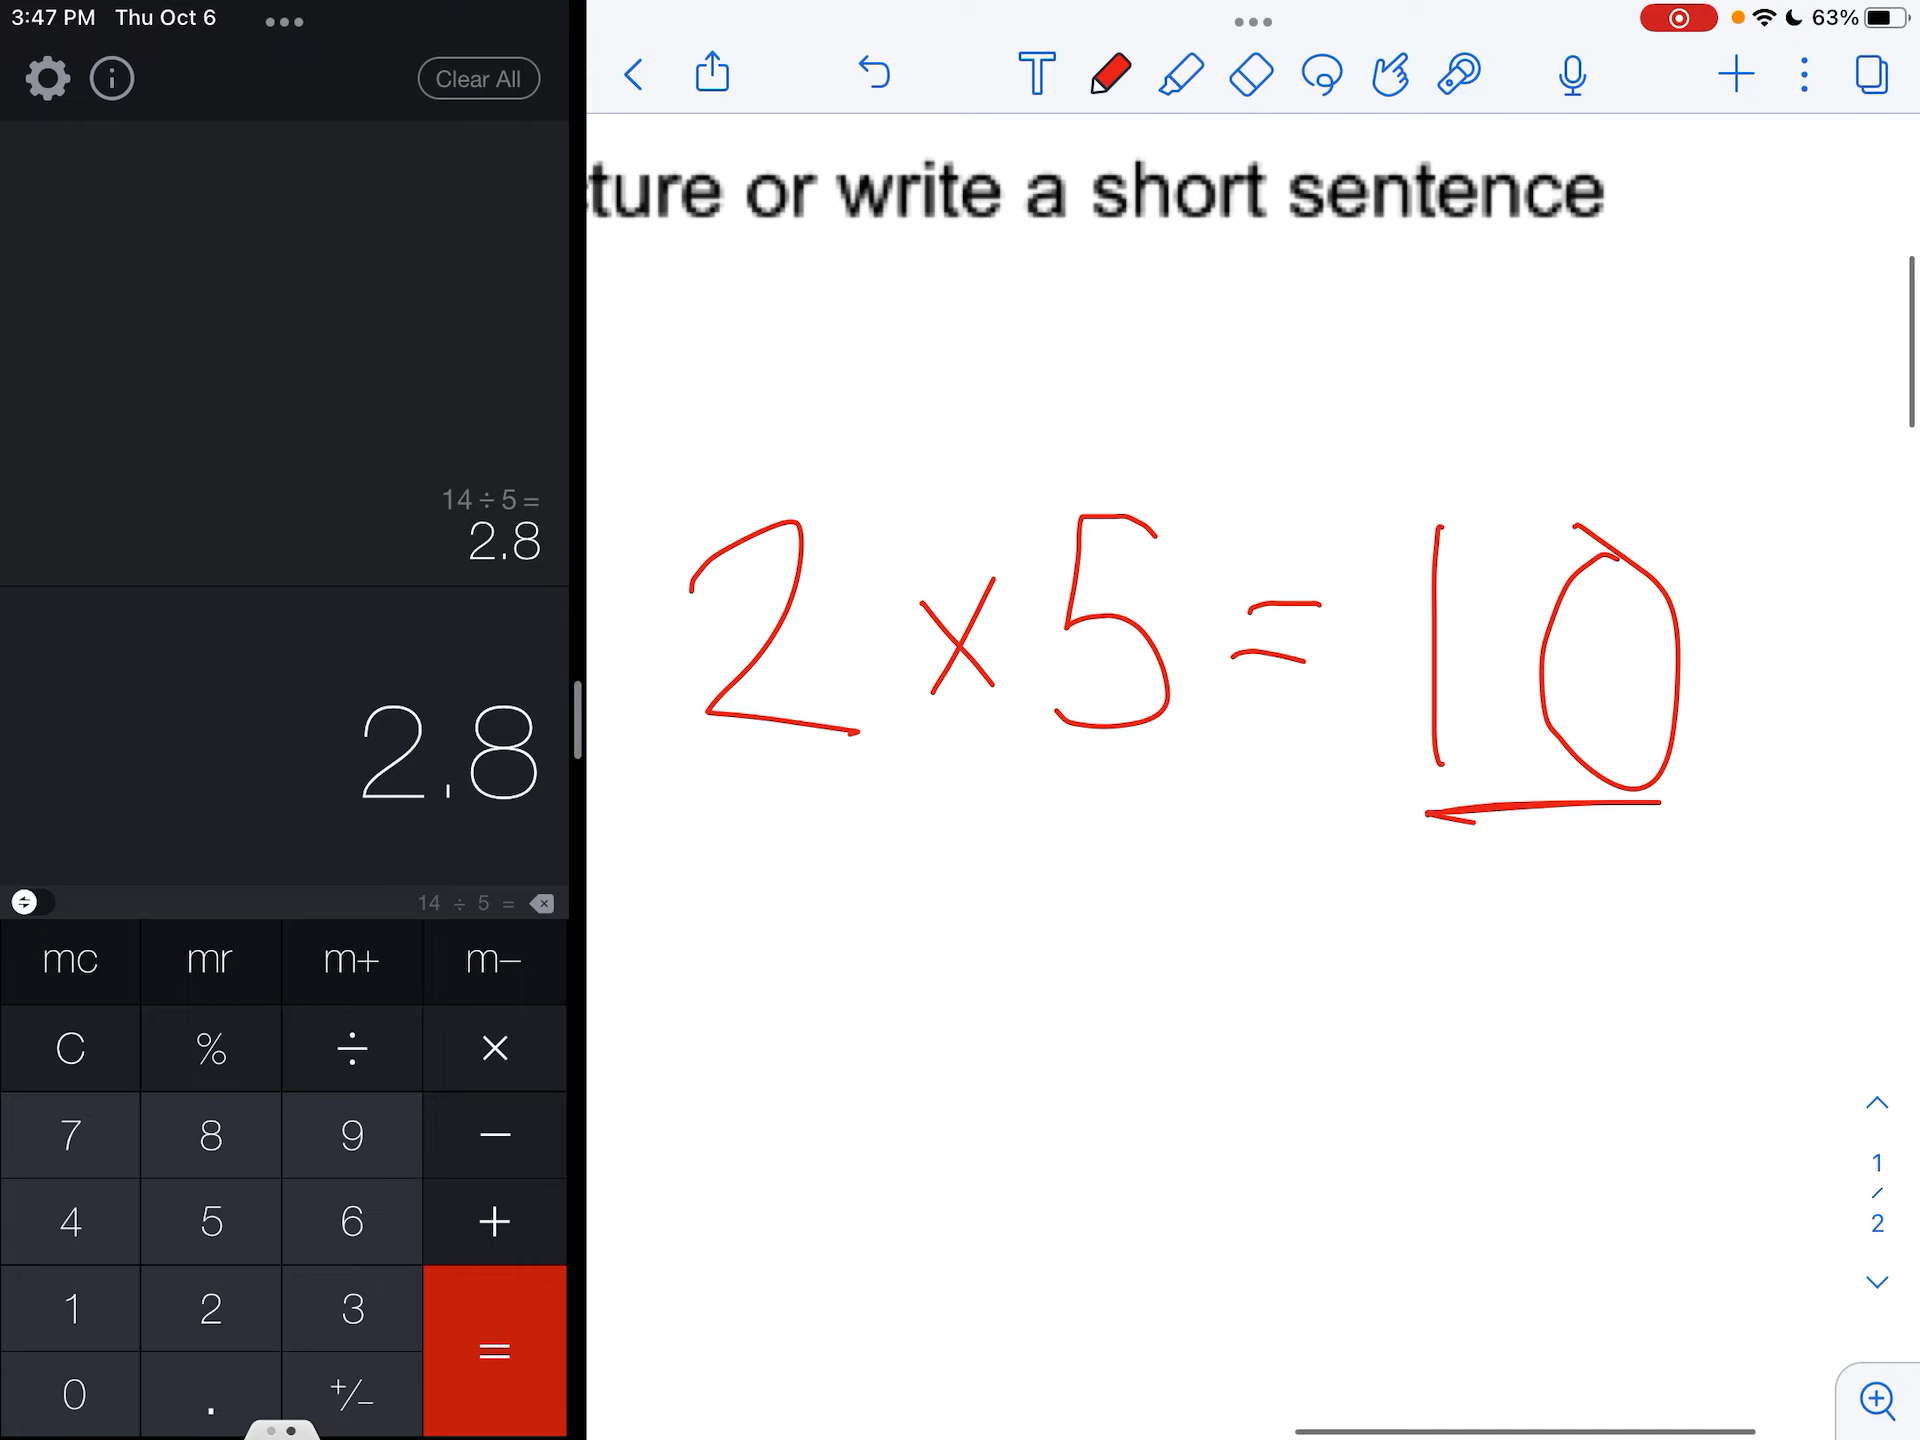 3:47 PM Thu Oct 6
63%
Clear All
T
ture or write a short sentence
14 ÷ 5 =
2.8
2.8
14 ÷ 5 =
2 × 5 = 10
mc mr m+ m−
C % ÷ ×
7 8 9 −
4 5 6 +
1 2 3
=
0 . +/−
1
/
2